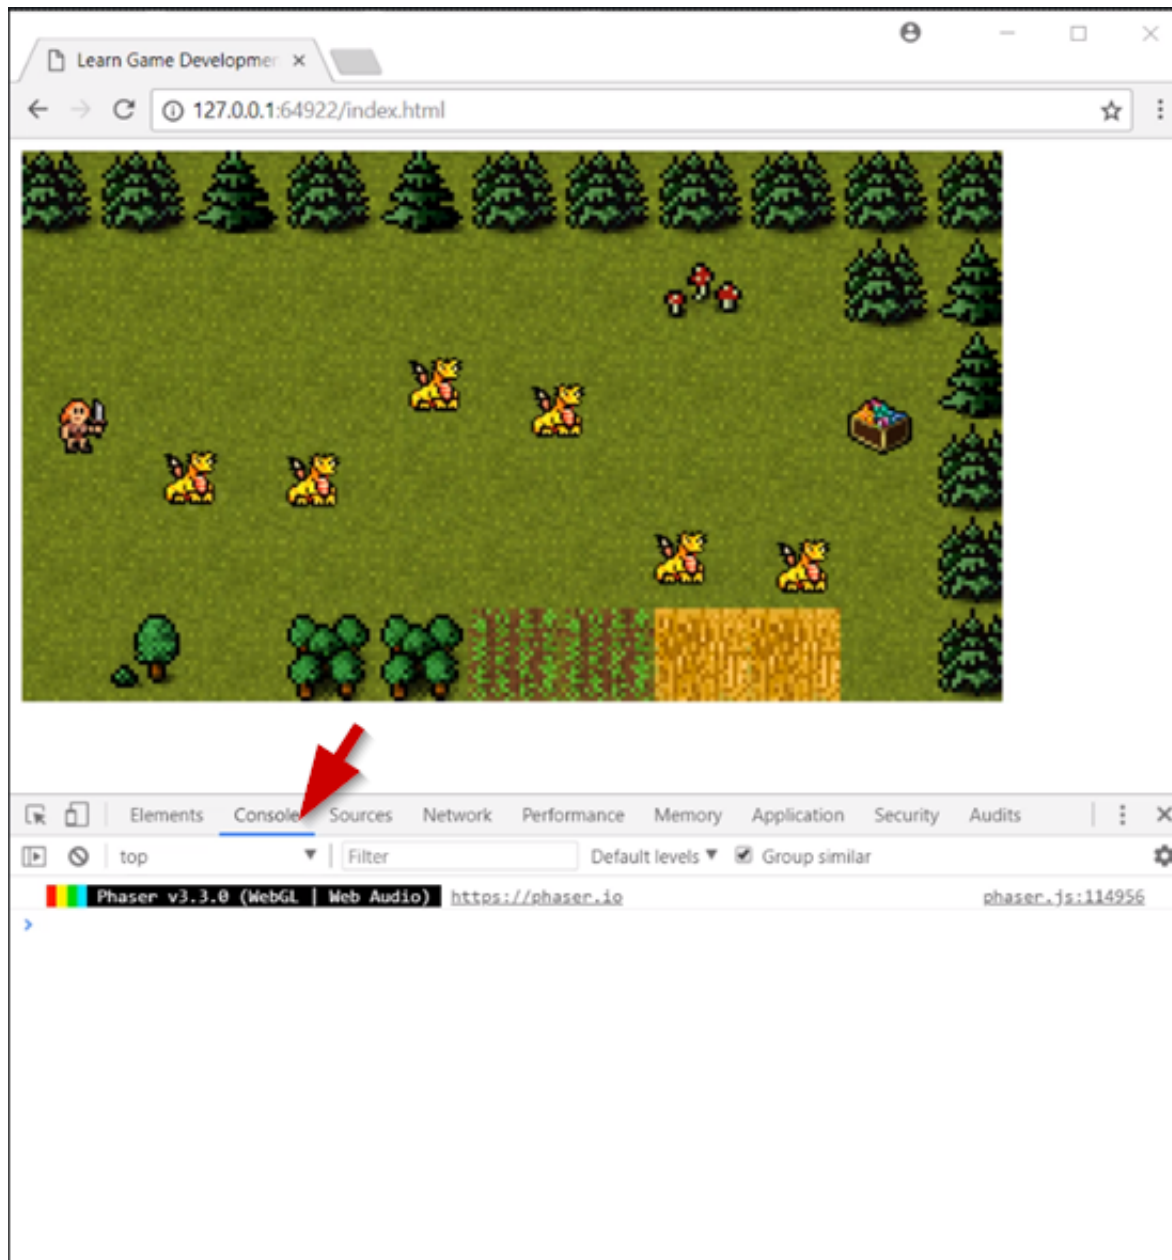 Learn Game Developmen
127.0.0.1:64922/index.html
Elements Console Sources Network Performance Memory Application Security Audits
top Filter Default levels Group similar
Phaser v3.3.0 (WebGL | Web Audio) https://phaser.io phaser.js:114956